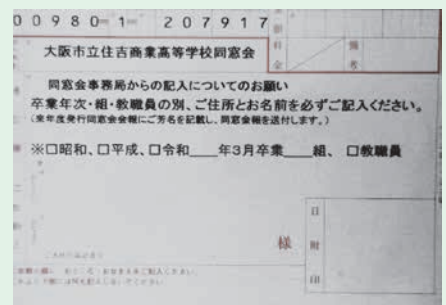 00980-1- 207917
料金
備考
大阪市立住吉商業高等学校同窓会
同窓会事務局からの記入についてのお願い
卒業年次・組・教職員の別、ご住所とお名前を必ずご記入ください。
(来年度発行同窓会会報にご芳名を記載し、同窓会報を送付します。)
※□昭和、□平成、□令和___年3月卒業___組、 □教職員
様
日
附
印